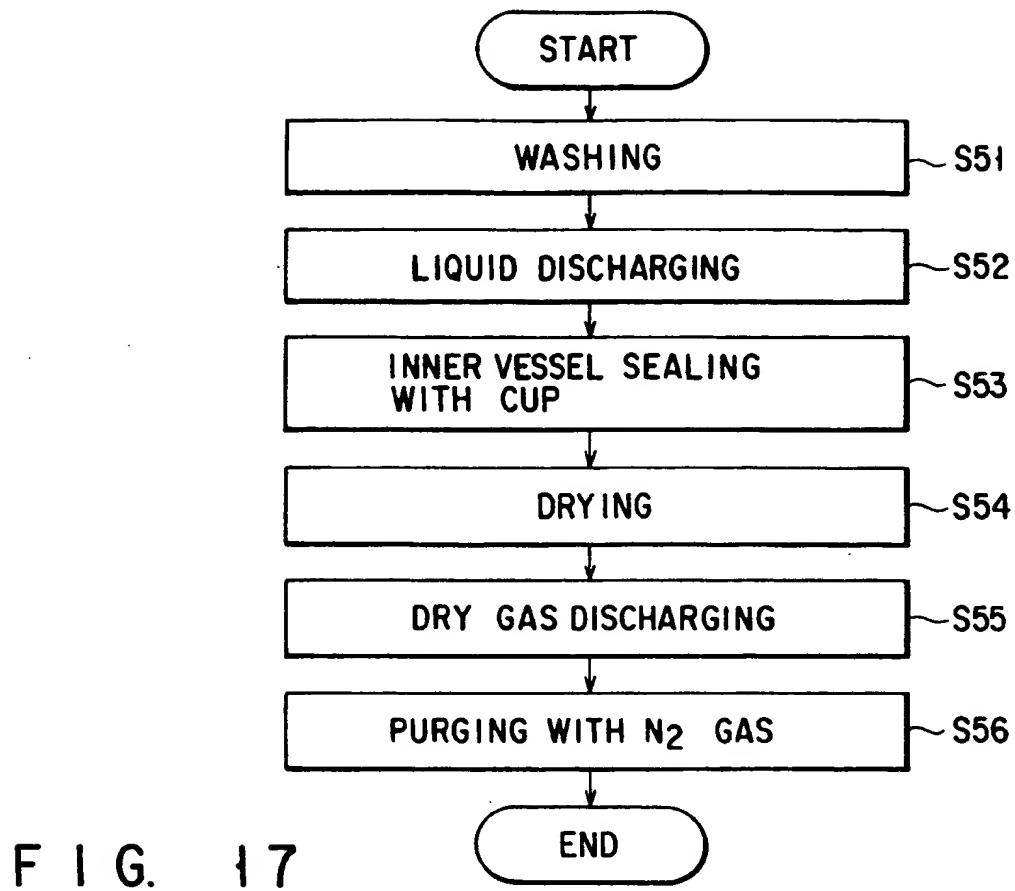 START
WASHING
S51
LIQUID DISCHARGING
S52
INNER VESSEL SEALING
WITH CUP
S53
DRYING
S54
DRY GAS DISCHARGING
S55
PURGING WITH N2 GAS
S56
END
FIG. 17